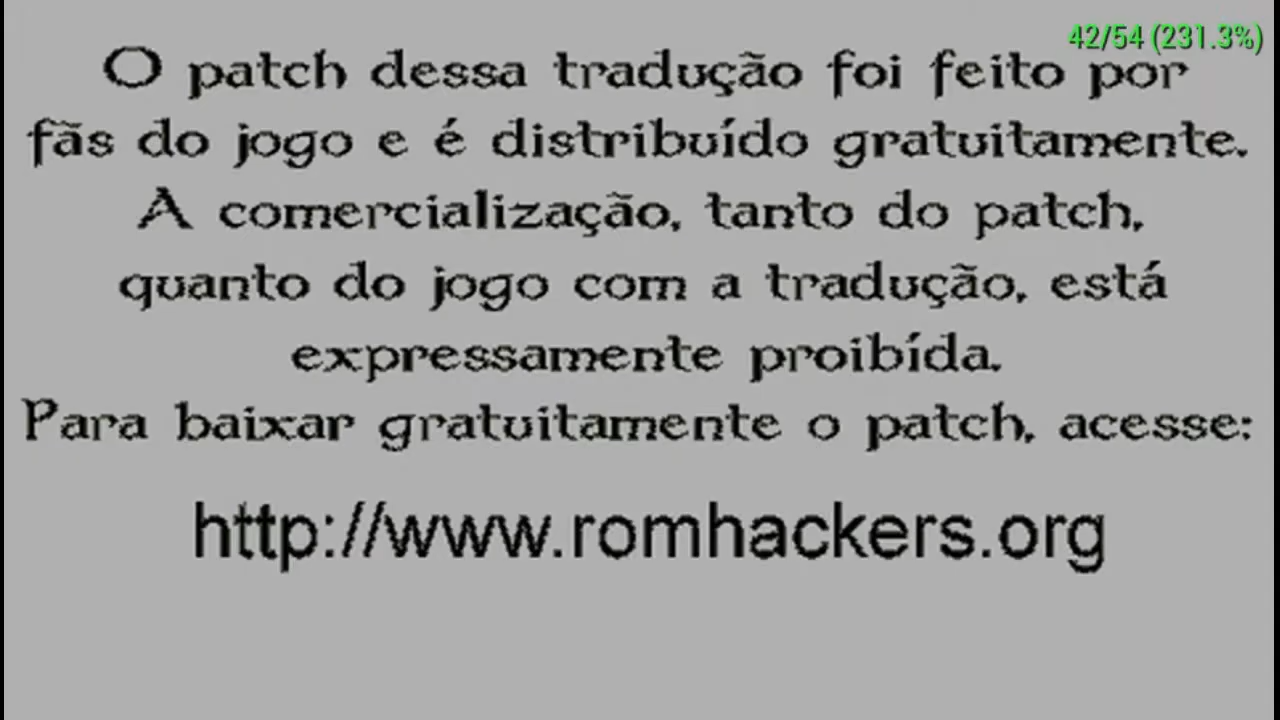 42/54 (231.3%)
O patch dessa tradução foi feito por
fãs do jogo e é distribuído gratuitamente.
A comercialização, tanto do patch,
quanto do jogo com a tradução, está
expressamente proibída.
Para baixar gratuitamente o patch, acesse:
http://www.romhackers.org